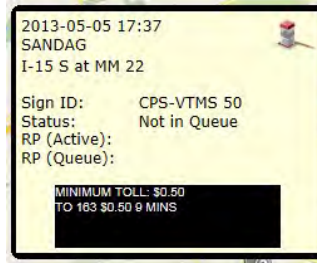 2013-05-05 17:37
SANDAG
I-15 S at MM 22
Sign ID: CPS-VTMS 50
Status: Not in Queue
RP (Active):
RP (Queue):
MINIMUM TOLL: $0.50
TO 163 $0.50 9 MINS